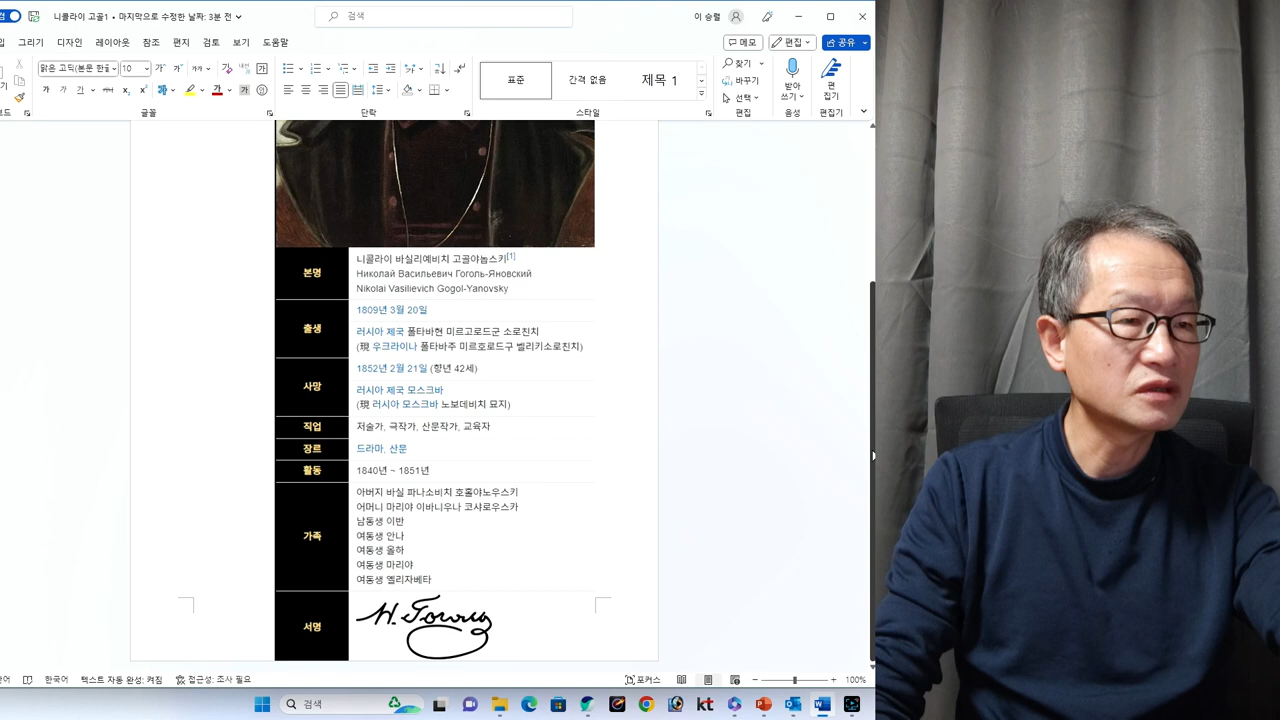 니콜라이 고골1 • 마지막으로 수정한 날짜: 3분 전
검색
이 승렬
그리기 디자인 레이아웃 참조 편지 검토 보기 도움말
메모 편집 공유
맑은 고딕(본문 한글 10
표준
간격 없음
제목 1
찾기
바꾸기
선택
받아
쓰기
편
집기
글꼴
단락
스타일
편집
음성
편집기
본명
니콜라이 바실리예비치 고골야놉스키[1]
Николай Васильевич Гоголь-Яновский
Nikolai Vasilievich Gogol-Yanovsky
출생
1809년 3월 20일
러시아 제국 폴타바현 미르고로드군 소로친치
(現 우크라이나 폴타바주 미르호로드구 벨리키소로친치)
사망
1852년 2월 21일 (향년 42세)
러시아 제국 모스크바
(現 러시아 모스크바 노보데비치 묘지)
직업
저술가, 극작가, 산문작가, 교육자
장르
드라마, 산문
활동
1840년 ~ 1851년
가족
아버지 바실 파나소비치 호홀야노우스키
어머니 마리야 이바니우나 코샤로우스카
남동생 이반
여동생 안나
여동생 올하
여동생 마리야
여동생 옐리자베타
서명
한국어 텍스트 자동 완성: 켜짐 접근성: 조사 필요
포커스
100%
검색
kt